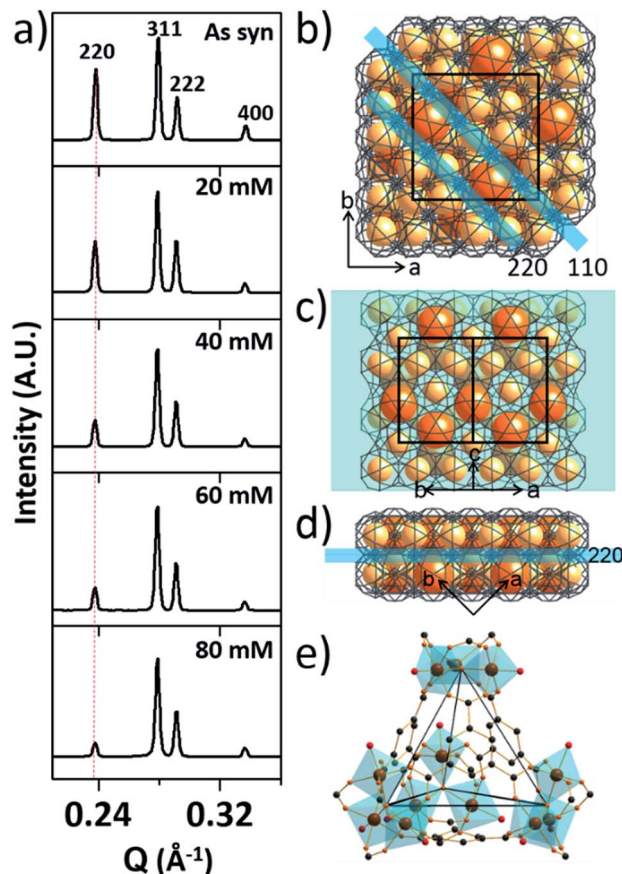 a)
As syn
220
311
222
400
20 mM
40 mM
60 mM
80 mM
Intensity (A.U.)
0.24 0.32
Q (Å⁻¹)
b)
b
a
220 110
c)
c
b a
d)
220
b a
e)